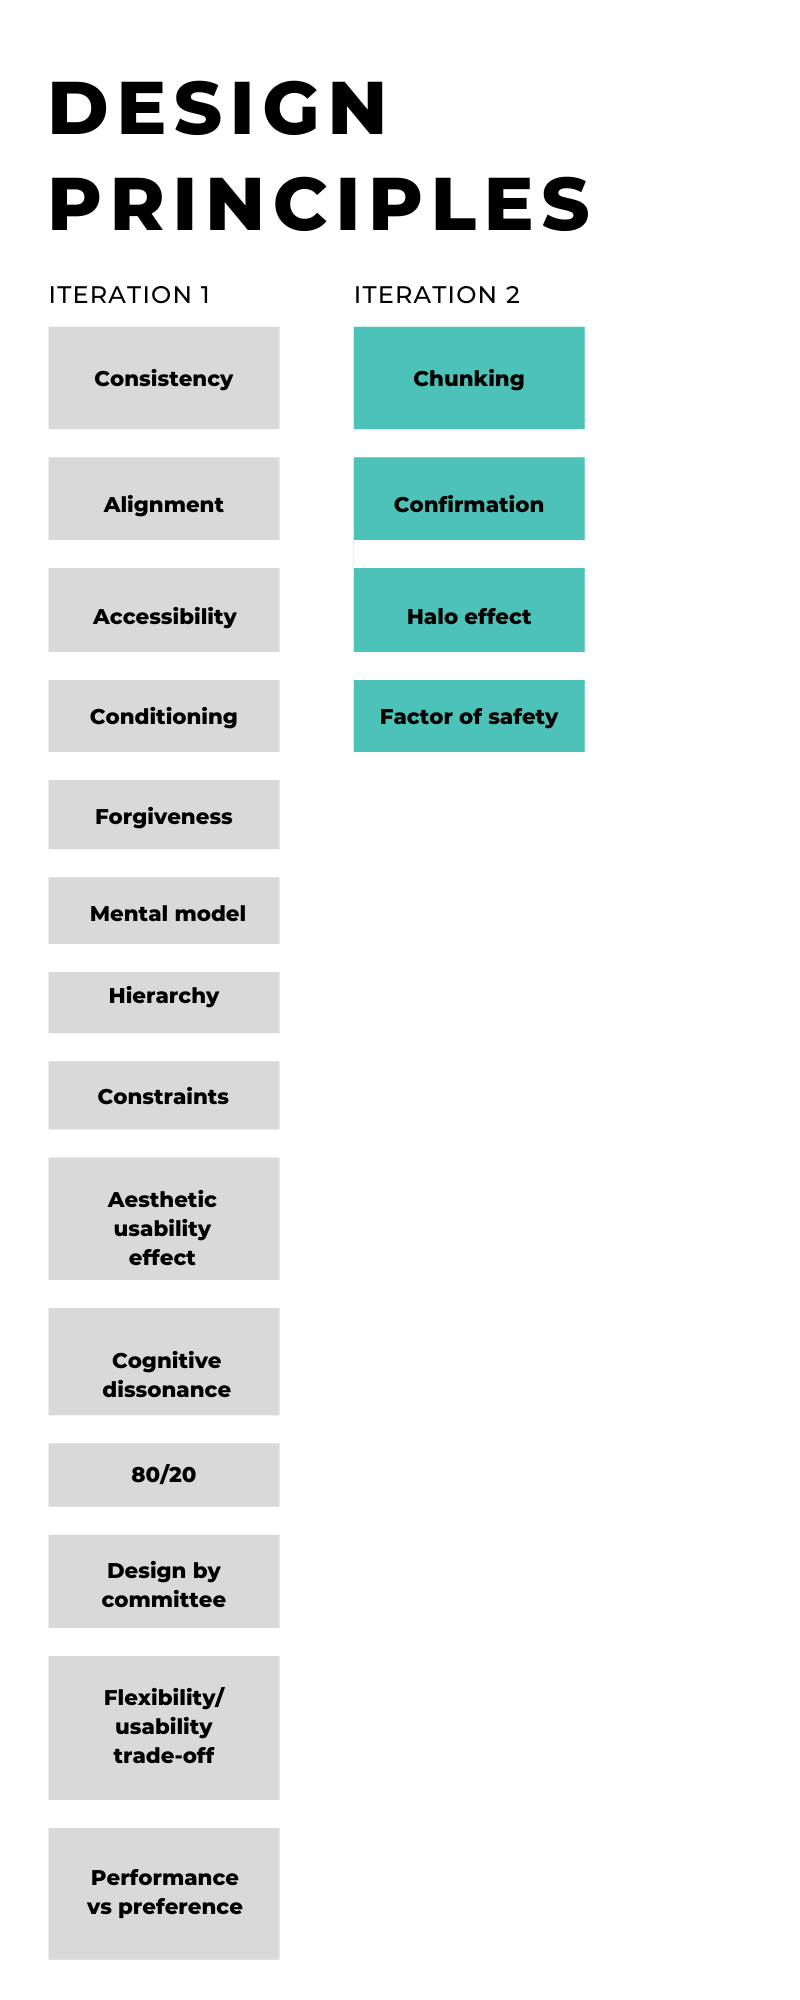 DESIGN
PRINCIPLES
ITERATION 1
Consistency
Alignment
Accessibility
Conditioning
Forgiveness
Mental model
Hierarchy
Constraints
Aesthetic
usability
effect
Cognitive
dissonance
80/20
Design by
committee
Flexibility/
usability
trade-off
Performance
vs preference
ITERATION 2
Chunking
Confirmation
Halo effect
Factor of safety